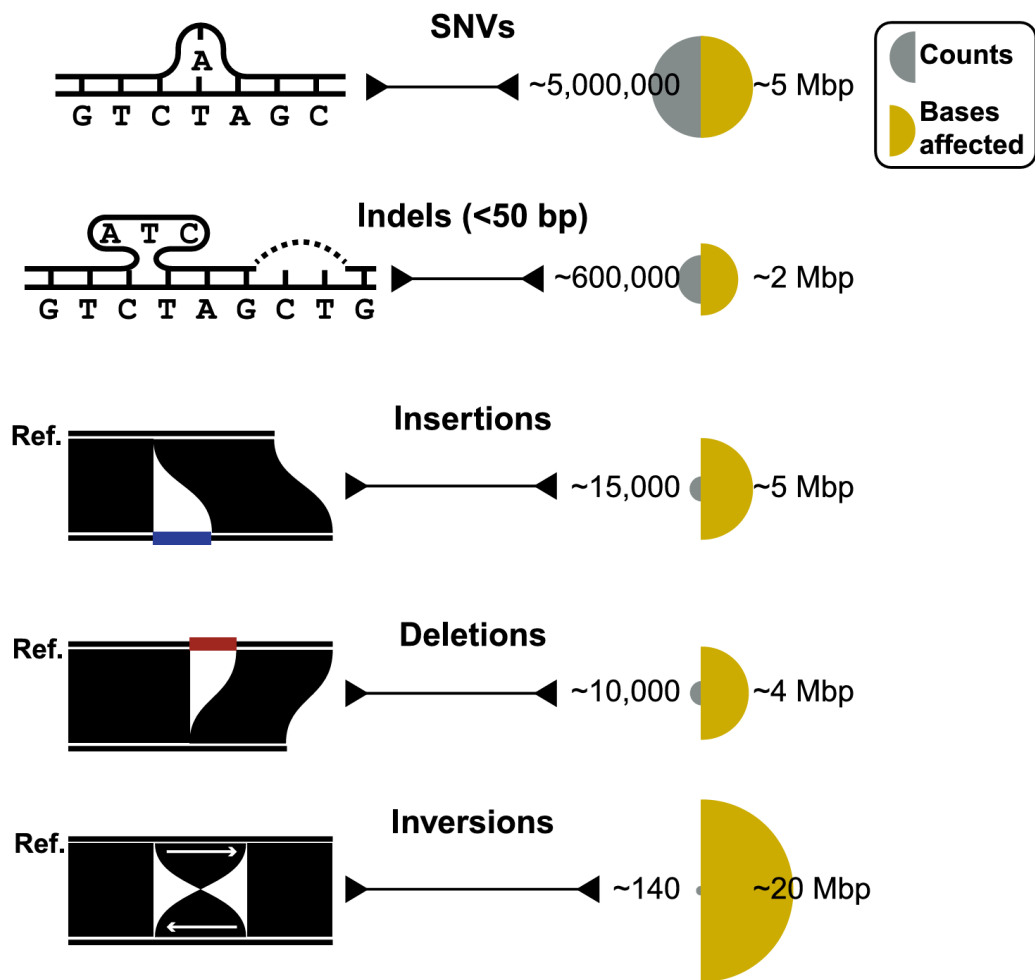 SNVs
A
G T C T A G C
~5,000,000
~5 Mbp
Counts
Bases
affected
Indels (<50 bp)
A T C
G T C T A G C T G
~600,000
~2 Mbp
Insertions
Ref.
~15,000
~5 Mbp
Deletions
Ref.
~10,000
~4 Mbp
Inversions
Ref.
~140
~20 Mbp